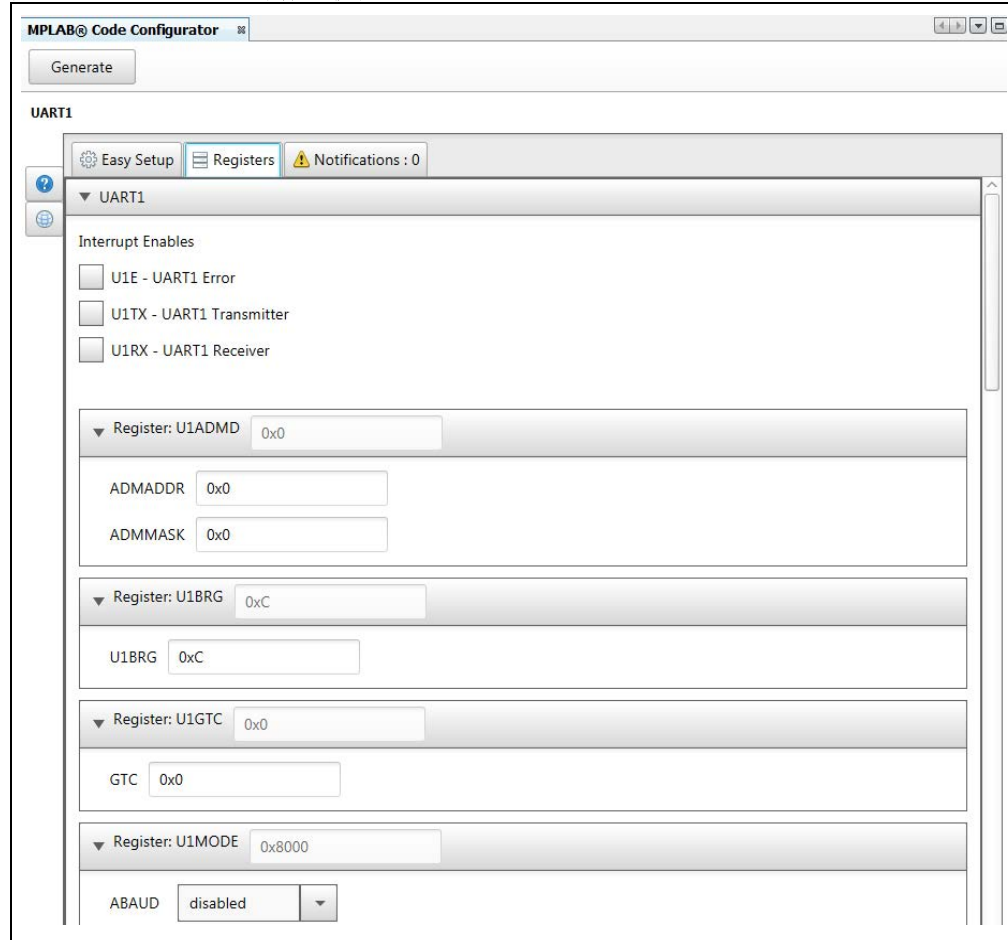 MPLAB® Code Configurator
Generate
UART1
Easy Setup Registers Notifications : 0
UART1
Interrupt Enables
U1E - UART1 Error
U1TX - UART1 Transmitter
U1RX - UART1 Receiver
Register: U1ADMD 0x0
ADMADDR 0x0
ADMMASK 0x0
Register: U1BRG 0xC
U1BRG 0xC
Register: U1GTC 0x0
GTC 0x0
Register: U1MODE 0x8000
ABAUD disabled